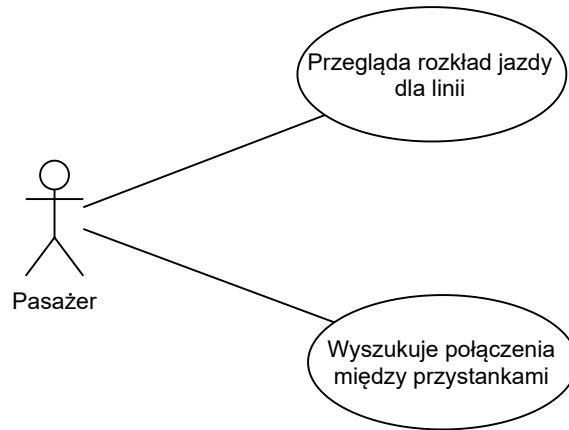 Przegląda rozkład jazdy
dla linii
Pasażer
Wyszukuje połączenia
między przystankami